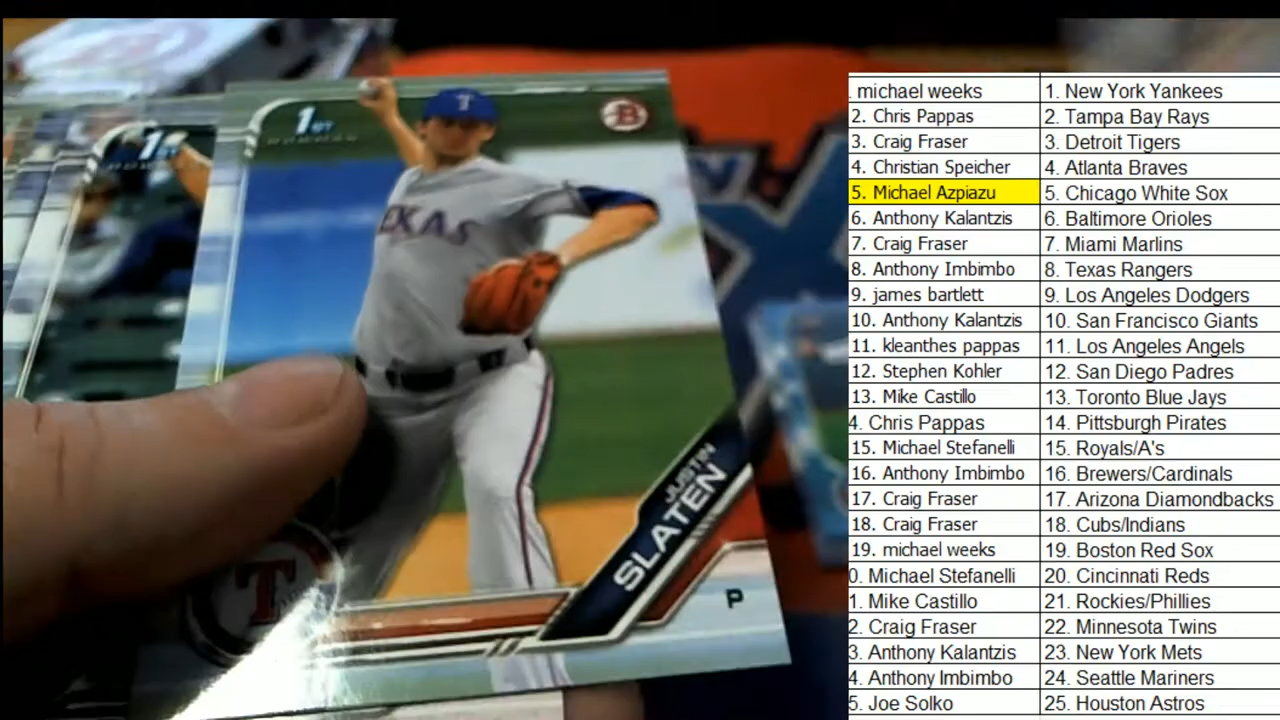 1ST
1ST
B
T
TEXAS
JUSTIN
SLATEN
P
T
. michael weeks 1. New York Yankees
2. Chris Pappas 2. Tampa Bay Rays
3. Craig Fraser 3. Detroit Tigers
4. Christian Speicher 4. Atlanta Braves
5. Michael Azpiazu 5. Chicago White Sox
6. Anthony Kalantzis 6. Baltimore Orioles
7. Craig Fraser 7. Miami Marlins
8. Anthony Imbimbo 8. Texas Rangers
9. james bartlett 9. Los Angeles Dodgers
10. Anthony Kalantzis 10. San Francisco Giants
11. kleanthes pappas 11. Los Angeles Angels
12. Stephen Kohler 12. San Diego Padres
13. Mike Castillo 13. Toronto Blue Jays
4. Chris Pappas 14. Pittsburgh Pirates
15. Michael Stefanelli 15. Royals/A's
16. Anthony Imbimbo 16. Brewers/Cardinals
17. Craig Fraser 17. Arizona Diamondbacks
18. Craig Fraser 18. Cubs/Indians
19. michael weeks 19. Boston Red Sox
0. Michael Stefanelli 20. Cincinnati Reds
1. Mike Castillo 21. Rockies/Phillies
2. Craig Fraser 22. Minnesota Twins
3. Anthony Kalantzis 23. New York Mets
4. Anthony Imbimbo 24. Seattle Mariners
5. Joe Solko 25. Houston Astros